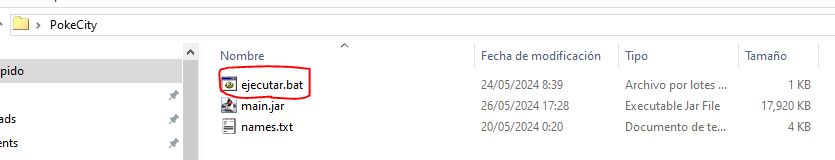 PokeCity
Nombre Fecha de modificación Tipo Tamaño
pido
ejecutar.bat 24/05/2024 8:39 Archivo por lotes ... 1 KB
main.jar 26/05/2024 17:28 Executable Jar File 17,920 KB
ads
names.txt 20/05/2024 0:20 Documento de te... 4 KB
ents